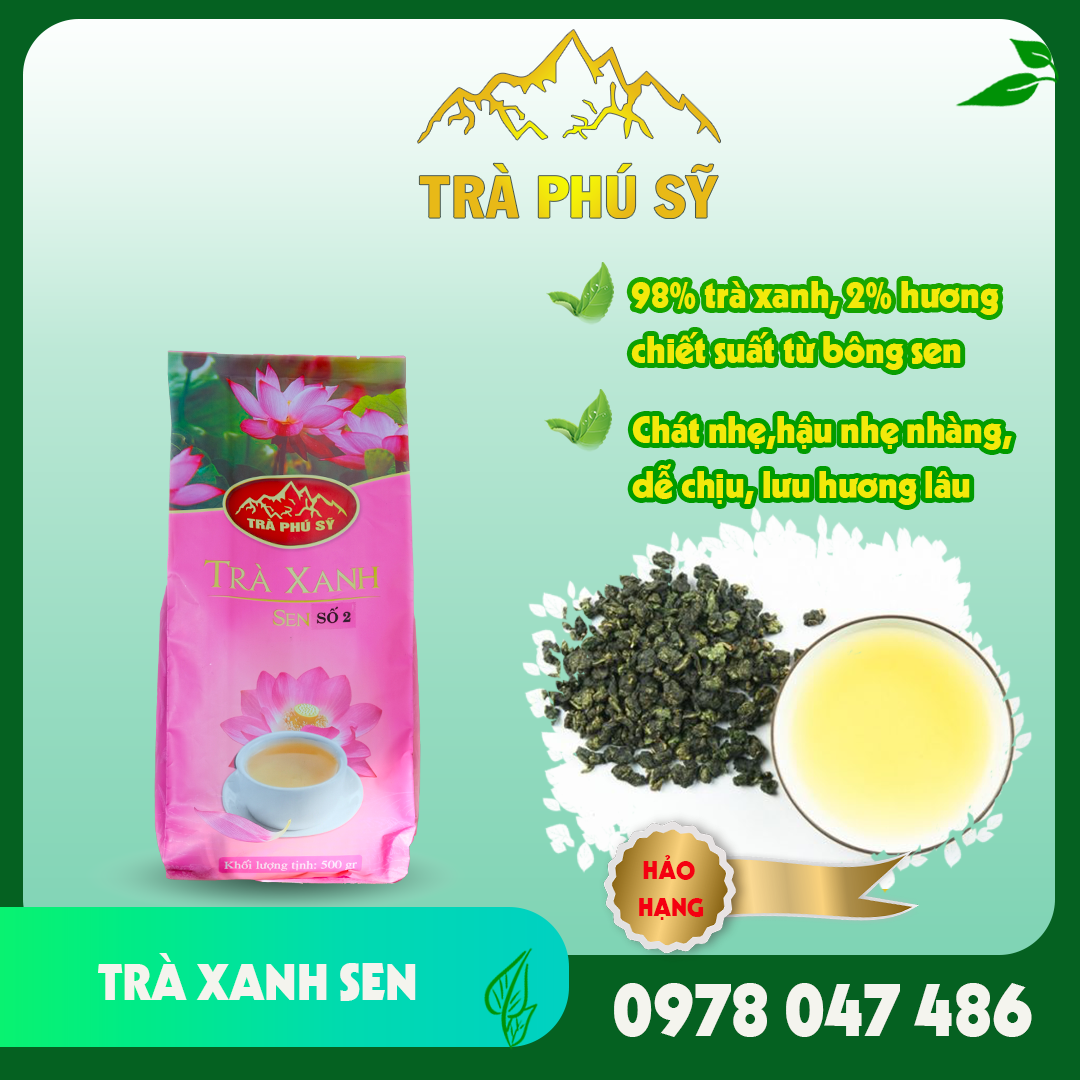 TRÀ PHÚ SỸ
98% trà xanh, 2% hương
chiết suất từ bông sen
Chát nhẹ,hậu nhẹ nhàng,
dễ chịu, lưu hương lâu
TRÀ PHÚ SỸ
TRÀ XANH
SEN SỐ 2
Khối lượng tịnh: 500 gr
HẢO
HẠNG
TRÀ XANH SEN
0978 047 486